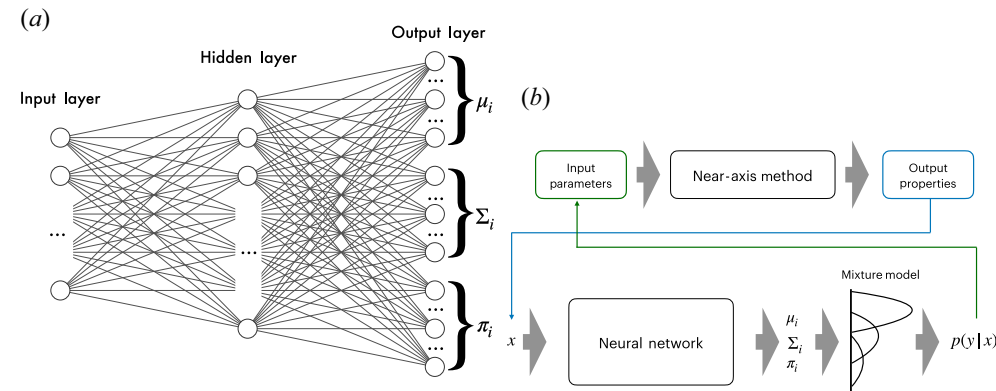 (a)
Output layer
Hidden layer
Input layer
...
...
...
...
μi
...
...
Σi
...
...
πi
(b)
Input
parameters
Near-axis method
Output
properties
x
Neural network
μi
Σi
πi
Mixture model
p(y|x)